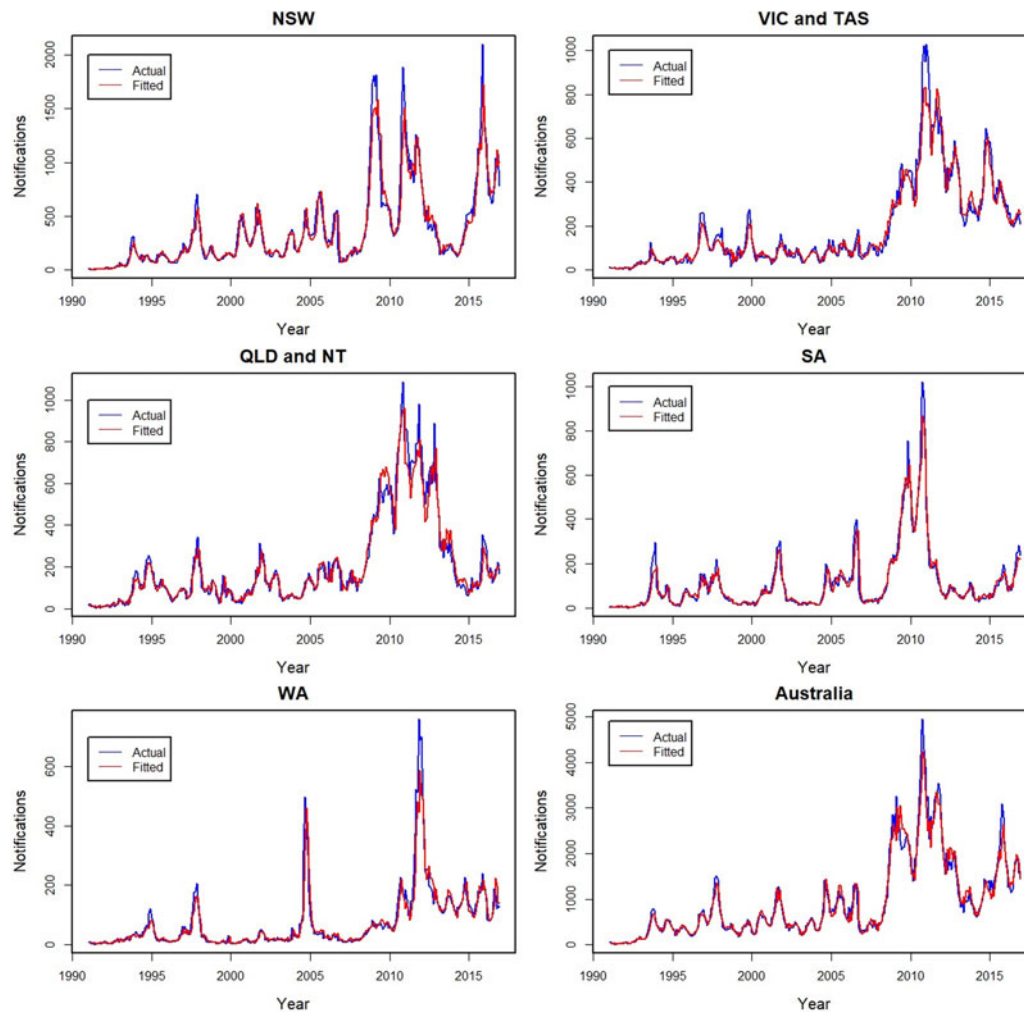 NSW
Actual
Fitted
Notifications
0 500 1000 1500 2000
1990 1995 2000 2005 2010 2015
Year
VIC and TAS
Actual
Fitted
Notifications
0 200 400 600 800 1000
1990 1995 2000 2005 2010 2015
Year
QLD and NT
Actual
Fitted
Notifications
0 200 400 600 800 1000
1990 1995 2000 2005 2010 2015
Year
SA
Actual
Fitted
Notifications
0 200 400 600 800 1000
1990 1995 2000 2005 2010 2015
Year
WA
Actual
Fitted
Notifications
0 200 400 600
1990 1995 2000 2005 2010 2015
Year
Australia
Actual
Fitted
Notifications
0 1000 2000 3000 4000 5000
1990 1995 2000 2005 2010 2015
Year